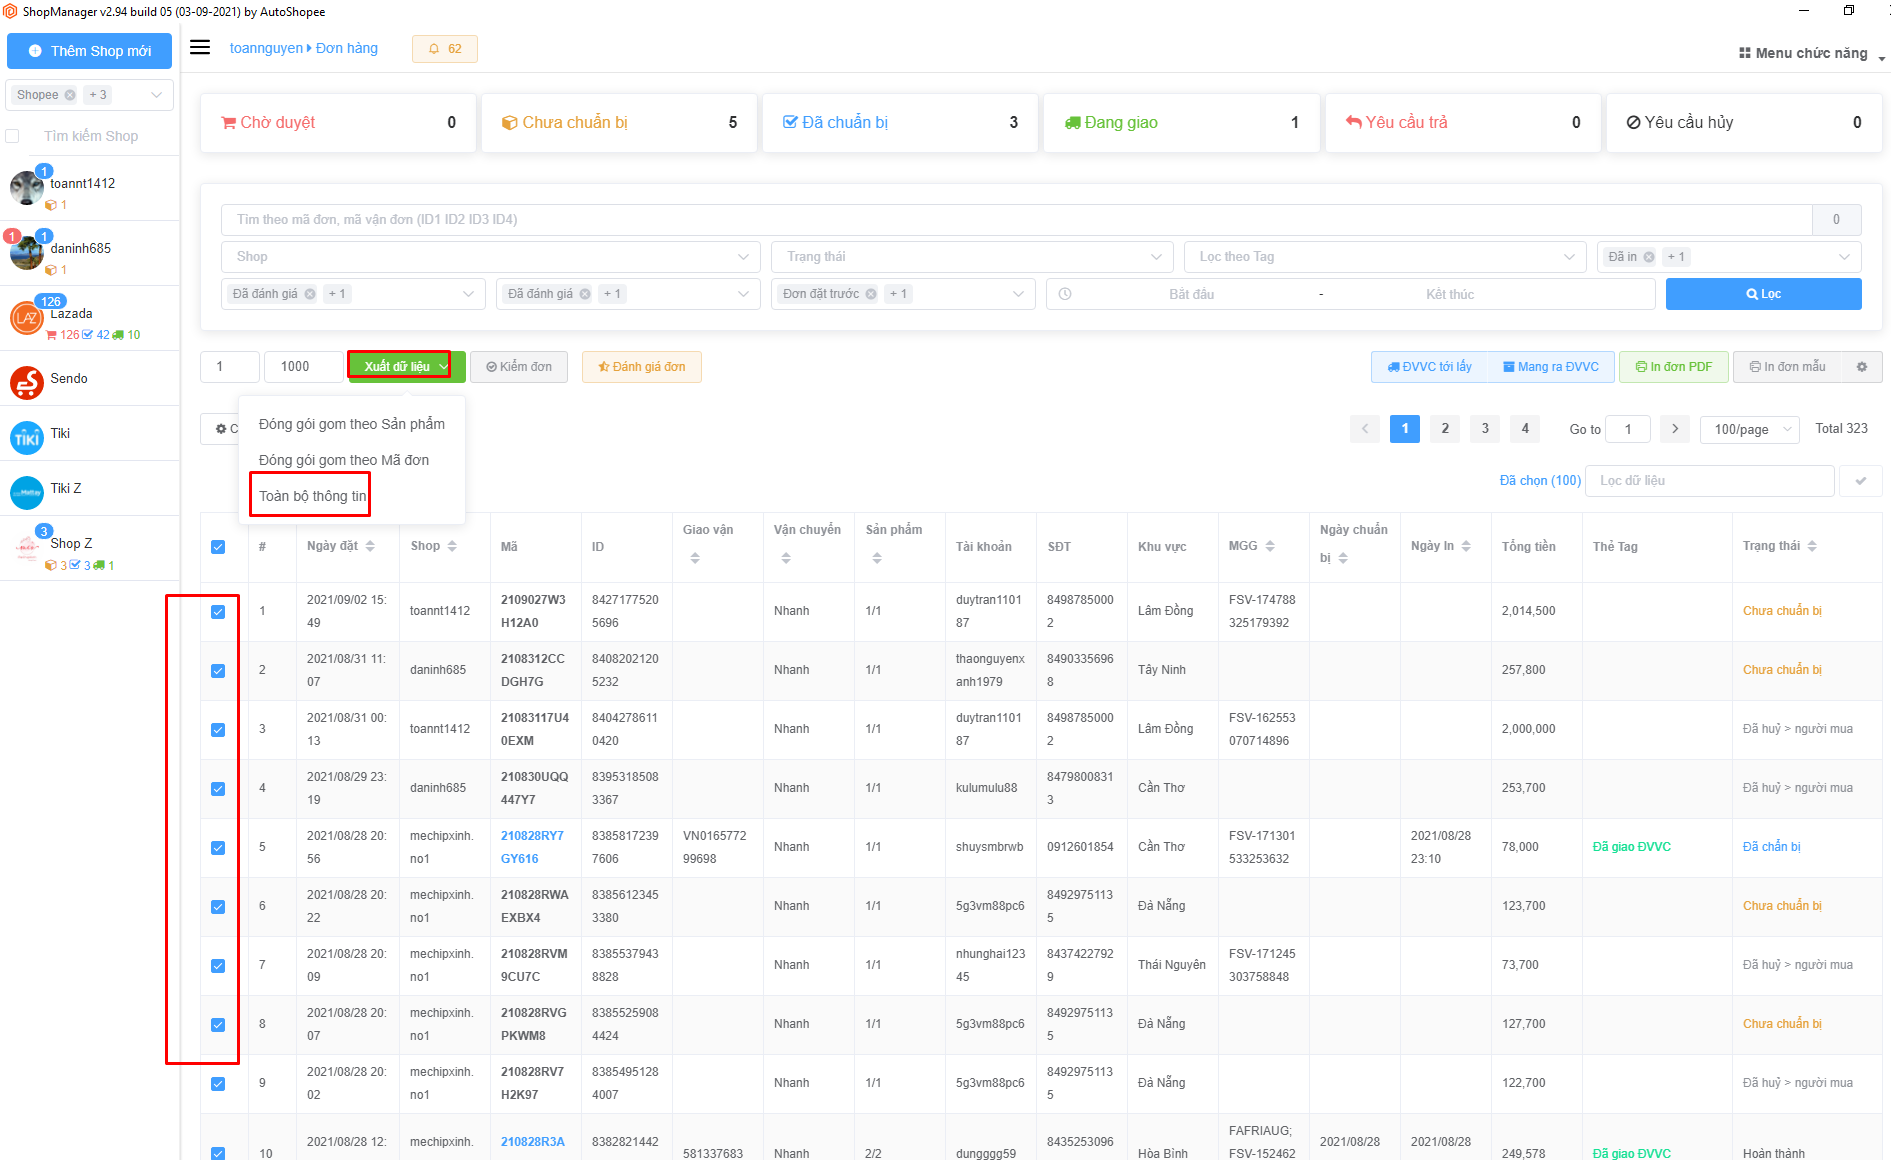 ShopManager v2.94 build 05 (03-09-2021) by AutoShopee
Thêm Shop mới
toannguyen Đơn hàng
62
Menu chức năng
Shopee + 3
Tìm kiếm Shop
1
toannt1412
1
1 1
daninh685
1
126
Lazada
126 42 10
Sendo
Tiki
Tiki Z
3
Shop Z
3 3 1
Chờ duyệt 0
Chưa chuẩn bị 5
Đã chuẩn bị 3
Đang giao 1
Yêu cầu trả 0
Yêu cầu hủy 0
Tìm theo mã đơn, mã vận đơn (ID1 ID2 ID3 ID4) 0
Shop Trạng thái Lọc theo Tag Đã in + 1
Đã đánh giá + 1 Đã đánh giá + 1 Đơn đặt trước + 1 Bắt đầu - Kết thúc Lọc
1 1000 Xuất dữ liệu Kiểm đơn Đánh giá đơn ĐVVC tới lấy Mang ra ĐVVC In đơn PDF In đơn mẫu
C
Đóng gói gom theo Sản phẩm
Đóng gói gom theo Mã đơn
Toàn bộ thông tin
1 2 3 4 Go to 1 100/page Total 323
Đã chọn (100) Lọc dữ liệu
# Ngày đặt Shop Mã ID Giao vận Vận chuyển Sản phẩm Tài khoản SĐT Khu vực MGG Ngày chuẩn bị Ngày In Tổng tiền Thẻ Tag Trạng thái
1 2021/09/02 15:49 toannt1412 2109027W3H12A0 84271775205696 Nhanh 1/1 duytran110187 84987850002 Lâm Đồng FSV-174788325179392 2,014,500 Chưa chuẩn bị
2 2021/08/31 11:07 daninh685 2108312CCDGH7G 84082021205232 Nhanh 1/1 thaonguyenxanh1979 84903356968 Tây Ninh 257,800 Chưa chuẩn bị
3 2021/08/31 00:13 toannt1412 21083117U40EXM 84042786110420 Nhanh 1/1 duytran110187 84987850002 Lâm Đồng FSV-162553070714896 2,000,000 Đã huỷ > người mua
4 2021/08/29 23:19 daninh685 210830UQQ447Y7 83953185083367 Nhanh 1/1 kulumulu88 84798008313 Cần Thơ 253,700 Đã huỷ > người mua
5 2021/08/28 20:56 mechipxinh.no1 210828RY7GY616 83858172397606 VN016577299698 Nhanh 1/1 shuysmbrwb 0912601854 Cần Thơ FSV-171301533253632 2021/08/28 23:10 78,000 Đã giao ĐVVC Đã chẩn bị
6 2021/08/28 20:22 mechipxinh.no1 210828RWAEXBX4 83856123453380 Nhanh 1/1 5g3vm88pc6 84929751135 Đà Nẵng 123,700 Chưa chuẩn bị
7 2021/08/28 20:09 mechipxinh.no1 210828RVM9CU7C 83855379438828 Nhanh 1/1 nhunghai12345 84374227929 Thái Nguyên FSV-171245303758848 73,700 Đã huỷ > người mua
8 2021/08/28 20:07 mechipxinh.no1 210828RVGPKWM8 83855259084424 Nhanh 1/1 5g3vm88pc6 84929751135 Đà Nẵng 127,700 Chưa chuẩn bị
9 2021/08/28 20:02 mechipxinh.no1 210828RV7H2K97 83854951284007 Nhanh 1/1 5g3vm88pc6 84929751135 Đà Nẵng 122,700 Đã huỷ > người mua
10 2021/08/28 12: mechipxinh. 210828R3A 8382821442 581337683 Nhanh 2/2 dungggg59 8435253096 Hòa Bình FAFRIAUG; FSV-152462 2021/08/28 2021/08/28 249,578 Đã giao ĐVVC Hoàn thành